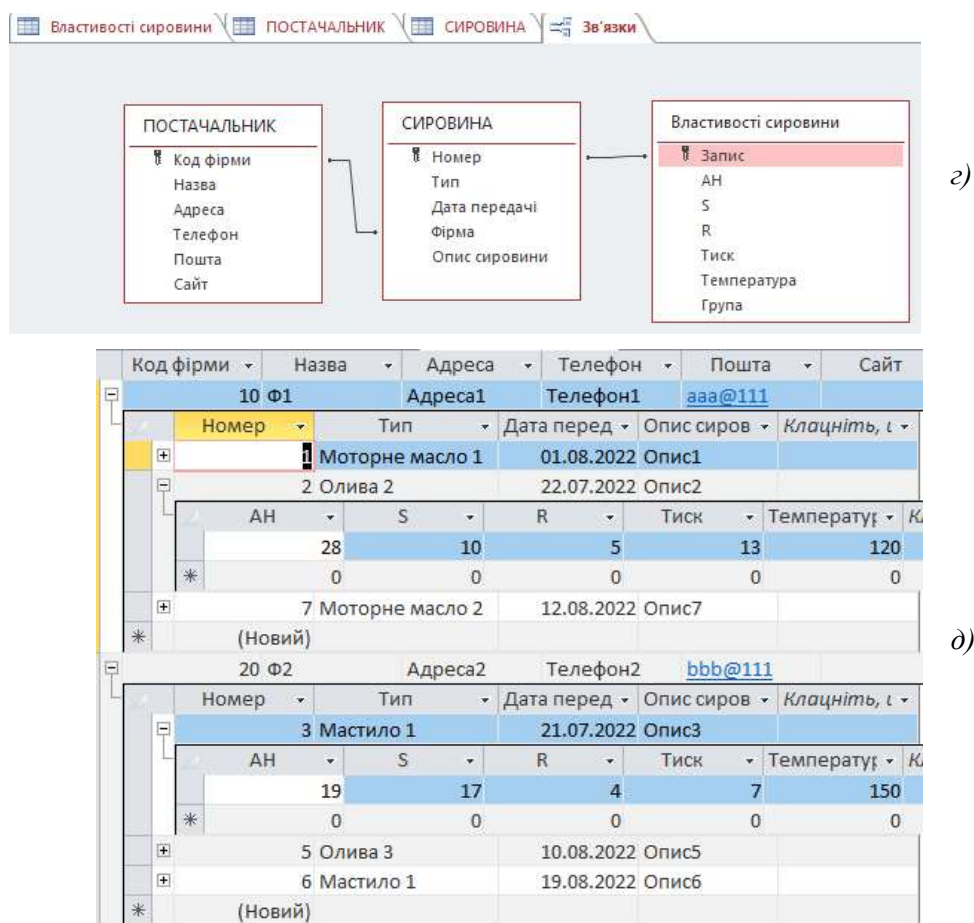 Властивості сировини ПОСТАЧАЛЬНИК СИРОВИНА Зв'язки
ПОСТАЧАЛЬНИК СИРОВИНА Властивості сировини
Код фірми Номер Запис
Назва Тип АН
Адреса Дата передачі S
Телефон Фірма R
Пошта Опис сировини Тиск
Сайт Температура
Група
г)
Код фірми Назва Адреса Телефон Пошта Сайт
10 Ф1 Адреса1 Телефон1 aaa@111
Номер Тип Дата перед Опис сиров Клацніть, 
1 Моторне масло 1 01.08.2022 Опис1
2 Олива 2 22.07.2022 Опис2
АН S R Тиск Температур
28 10 5 13 120
* 0 0 0 0 0
7 Моторне масло 2 12.08.2022 Опис7
* (Новий)
д)
20 Ф2 Адреса2 Телефон2 bbb@111
Номер Тип Дата перед Опис сиров Клацніть,
3 Мастило 1 21.07.2022 Опис3
АН S R Тиск Температур
19 17 4 7 150
* 0 0 0 0 0
5 Олива 3 10.08.2022 Опис5
6 Мастило 1 19.08.2022 Опис6
* (Новий)